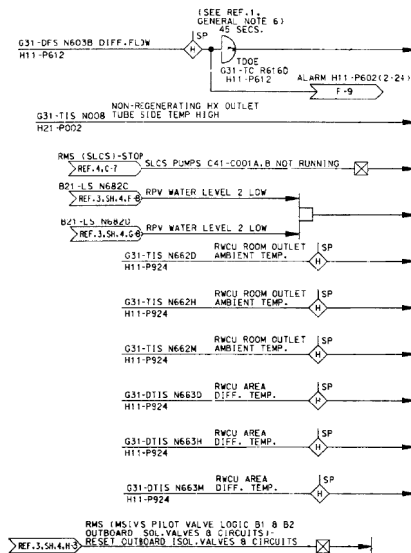 (SEE REF.1,
GENERAL NOTE 6)
45 SECS.
SP
G31-DFS N603B DIFF.FLOW
H
H11-P612
TDOE
G31-TC R616D
H11-P612
ALARM H11-P602(2-24)
F-9
NON-REGENERATING HX OUTLET
G31-TIS N008 TUBE SIDE TEMP HIGH
H21-P002
RMS (SLCS)-STOP
REF.4,C-7
SLCS PUMPS C41-C001A,B NOT RUNNING
B21-LS N682C
REF.3,SH.4,F-8
RPV WATER LEVEL 2 LOW
B21-LS N682D
REF.3,SH.4,G-8
RPV WATER LEVEL 2 LOW
RWCU ROOM OUTLET
SP
G31-TIS N662D AMBIENT TEMP.
H
H11-P924
RWCU ROOM OUTLET
SP
G31-TIS N662H AMBIENT TEMP.
H
H11-P924
RWCU ROOM OUTLET
SP
G31-TIS N662M AMBIENT TEMP.
H
H11-P924
RWCU AREA
SP
G31-DTIS N663D DIFF. TEMP.
H
H11-P924
RWCU AREA
SP
G31-DTIS N663H DIFF. TEMP.
H
H11-P924
RWCU AREA
SP
G31-DTIS N663M DIFF. TEMP.
H
H11-P924
RMS (MSIVS PILOT VALVE LOGIC B1 & B2
OUTBOARD SOL.VALVES & CIRCUITS)-
REF.3,SH.4,H-3
RESET OUTBOARD ISOL.VALVES & CIRCUITS